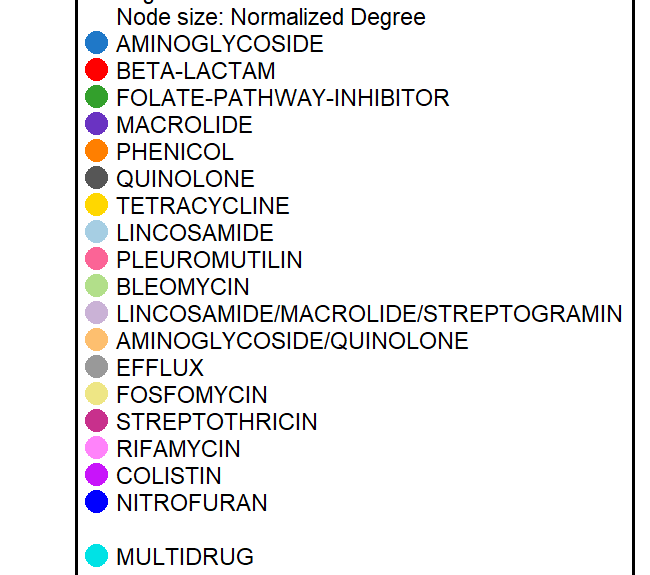 Node size: Normalized Degree
AMINOGLYCOSIDE
BETA-LACTAM
FOLATE-PATHWAY-INHIBITOR
MACROLIDE
PHENICOL
QUINOLONE
TETRACYCLINE
LINCOSAMIDE
PLEUROMUTILIN
BLEOMYCIN
LINCOSAMIDE/MACROLIDE/STREPTOGRAMIN
AMINOGLYCOSIDE/QUINOLONE
EFFLUX
FOSFOMYCIN
STREPTOTHRICIN
RIFAMYCIN
COLISTIN
NITROFURAN
MULTIDRUG